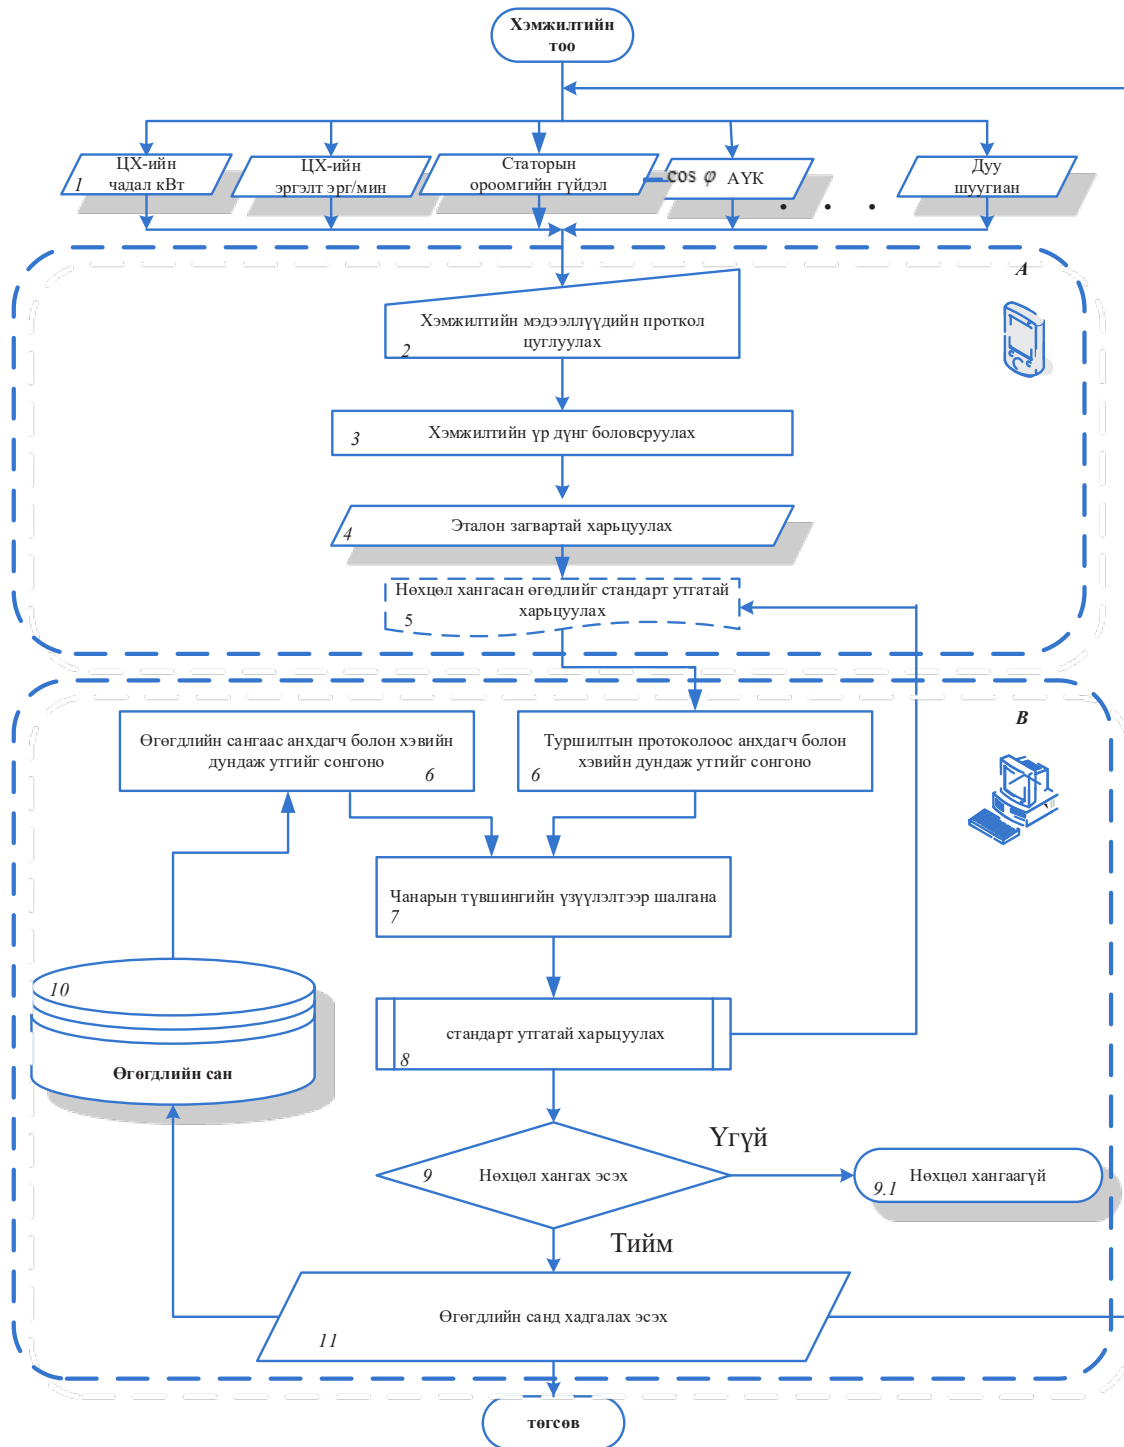 Хэмжилтийн
тоо
ЦХ-ийн
чадал кВт
1
ЦХ-ийн
эргэлт эрг/мин
Статорын
ороомгийн гүйдэл
cos φ АҮК
. . .
Дуу
шуугиан
A
Хэмжилтийн мэдээллүүдийн проткол
цуглуулах
2
3 Хэмжилтийн үр дүнг боловсруулах
4 Эталон загвартай харьцуулах
Нөхцөл хангасан өгөдлийг стандарт утгатай
харьцуулах
5
B
Өгөгдлийн сангаас анхдагч болон хэвийн
дундаж утгийг сонгоно
6
Туршилтын протоколоос анхдагч болон
хэвийн дундаж утгийг сонгоно
6
Чанарын түвшингийн үзүүлэлтээр шалгана
7
10
Өгөгдлийн сан
стандарт утгатай харьцуулах
8
Үгүй
9 Нөхцөл хангах эсэх
Нөхцөл хангаагүй
9.1
Тийм
Өгөгдлийн санд хадгалах эсэх
11
төгсөв